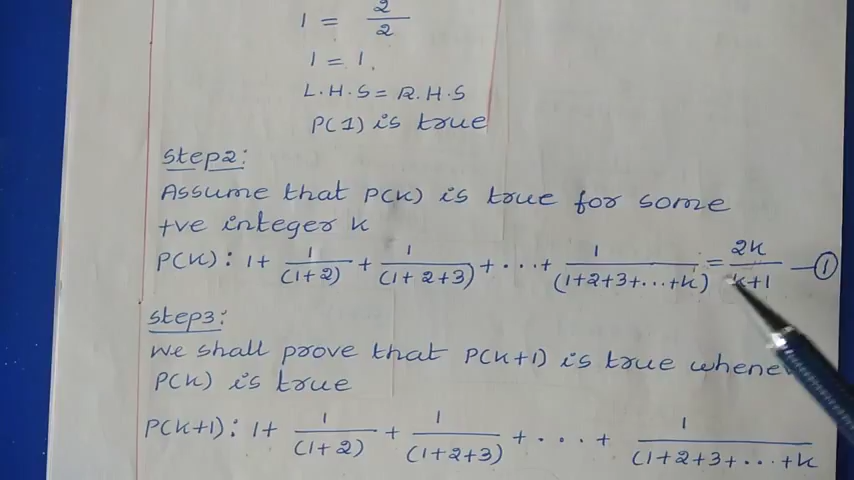 1 = 2/2
1 = 1.
L.H.S = R.H.S
P(1) is true
Step2:
Assume that P(K) is true for some
+ve integer K
P(K) : 1 + 1/(1+2) + 1/(1+2+3) + ... + 1/(1+2+3+...+K) = 2K/K+1 — ①
Step3:
We shall prove that P(K+1) is true whene
P(K) is true
P(K+1) : 1 + 1/(1+2) + 1/(1+2+3) + ... + 1/(1+2+3+...+K